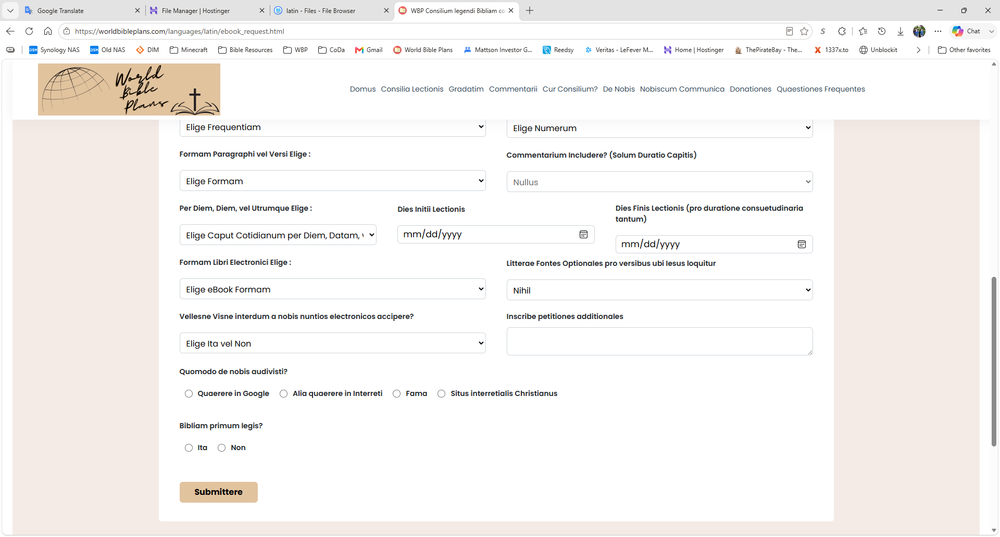 Google Translate
File Manager | Hostinger
latin - Files - File Browser
WBP Consilium legendi Bibliam co
https://worldbibleplans.com/languages/latin/ebook_request.html
S
Chat
DSM Synology NAS
DSM Old NAS
DIM
Minecraft
Bible Resources
WBP
CoDa
Gmail
World Bible Plans
Mattson Investor G...
Reedsy
Veritas - LeFever M...
Home | Hostinger
ThePirateBay - The...
1337x.to
Unblockit
Other favorites
World
Bible
Plans
Domus Consilia Lectionis Gradatim Commentarii Cur Consilium? De Nobis Nobiscum Communica Donationes Quaestiones Frequentes
Elige Frequentiam
Elige Numerum
Formam Paragraphi vel Versi Elige :
Commentarium Includere? (Solum Duratio Capitis)
Elige Formam
Nullus
Per Diem, Diem, vel Utrumque Elige :
Dies Initii Lectionis
Dies Finis Lectionis (pro duratione consuetudinaria
tantum)
Elige Caput Cotidianum per Diem, Datam, v
mm/dd/yyyy
mm/dd/yyyy
Formam Libri Electronici Elige :
Litterae Fontes Optionales pro versibus ubi Iesus loquitur
Elige eBook Formam
Nihil
Vellesne Visne interdum a nobis nuntios electronicos accipere?
Inscribe petitiones additionales
Elige Ita vel Non
Quomodo de nobis audivisti?
Quaerere in Google
Alia quaerere in Interreti
Fama
Situs interretialis Christianus
Bibliam primum legis?
Ita
Non
Submittere